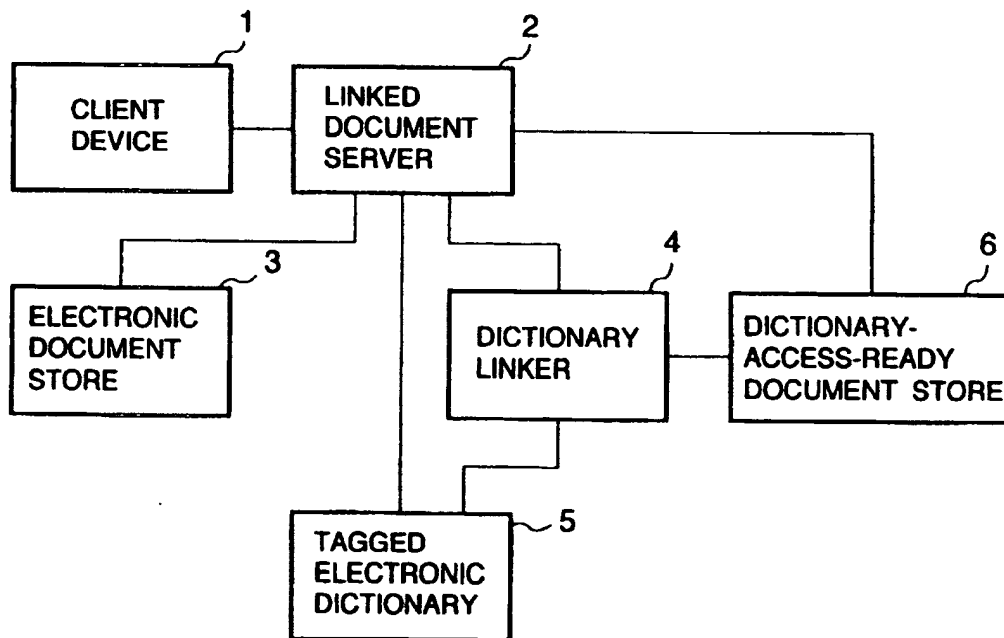 1
CLIENT
DEVICE
2
LINKED
DOCUMENT
SERVER
3
ELECTRONIC
DOCUMENT
STORE
4
DICTIONARY
LINKER
6
DICTIONARY-
ACCESS-READY
DOCUMENT STORE
5
TAGGED
ELECTRONIC
DICTIONARY